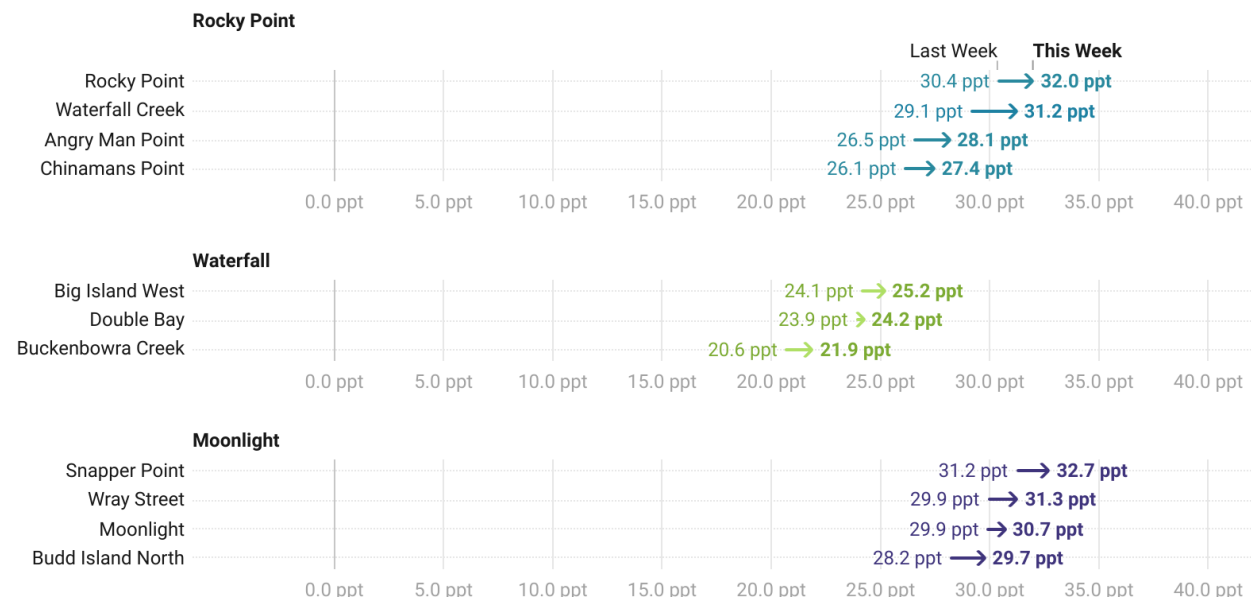 Rocky Point
Last Week This Week
Rocky Point 30.4 ppt 32.0 ppt
Waterfall Creek 29.1 ppt 31.2 ppt
Angry Man Point 26.5 ppt 28.1 ppt
Chinamans Point 26.1 ppt 27.4 ppt
0.0 ppt 5.0 ppt 10.0 ppt 15.0 ppt 20.0 ppt 25.0 ppt 30.0 ppt 35.0 ppt 40.0 ppt
Waterfall
Big Island West 24.1 ppt 25.2 ppt
Double Bay 23.9 ppt 24.2 ppt
Buckenbowra Creek 20.6 ppt 21.9 ppt
0.0 ppt 5.0 ppt 10.0 ppt 15.0 ppt 20.0 ppt 25.0 ppt 30.0 ppt 35.0 ppt 40.0 ppt
Moonlight
Snapper Point 31.2 ppt 32.7 ppt
Wray Street 29.9 ppt 31.3 ppt
Moonlight 29.9 ppt 30.7 ppt
Budd Island North 28.2 ppt 29.7 ppt
0.0 ppt 5.0 ppt 10.0 ppt 15.0 ppt 20.0 ppt 25.0 ppt 30.0 ppt 35.0 ppt 40.0 ppt